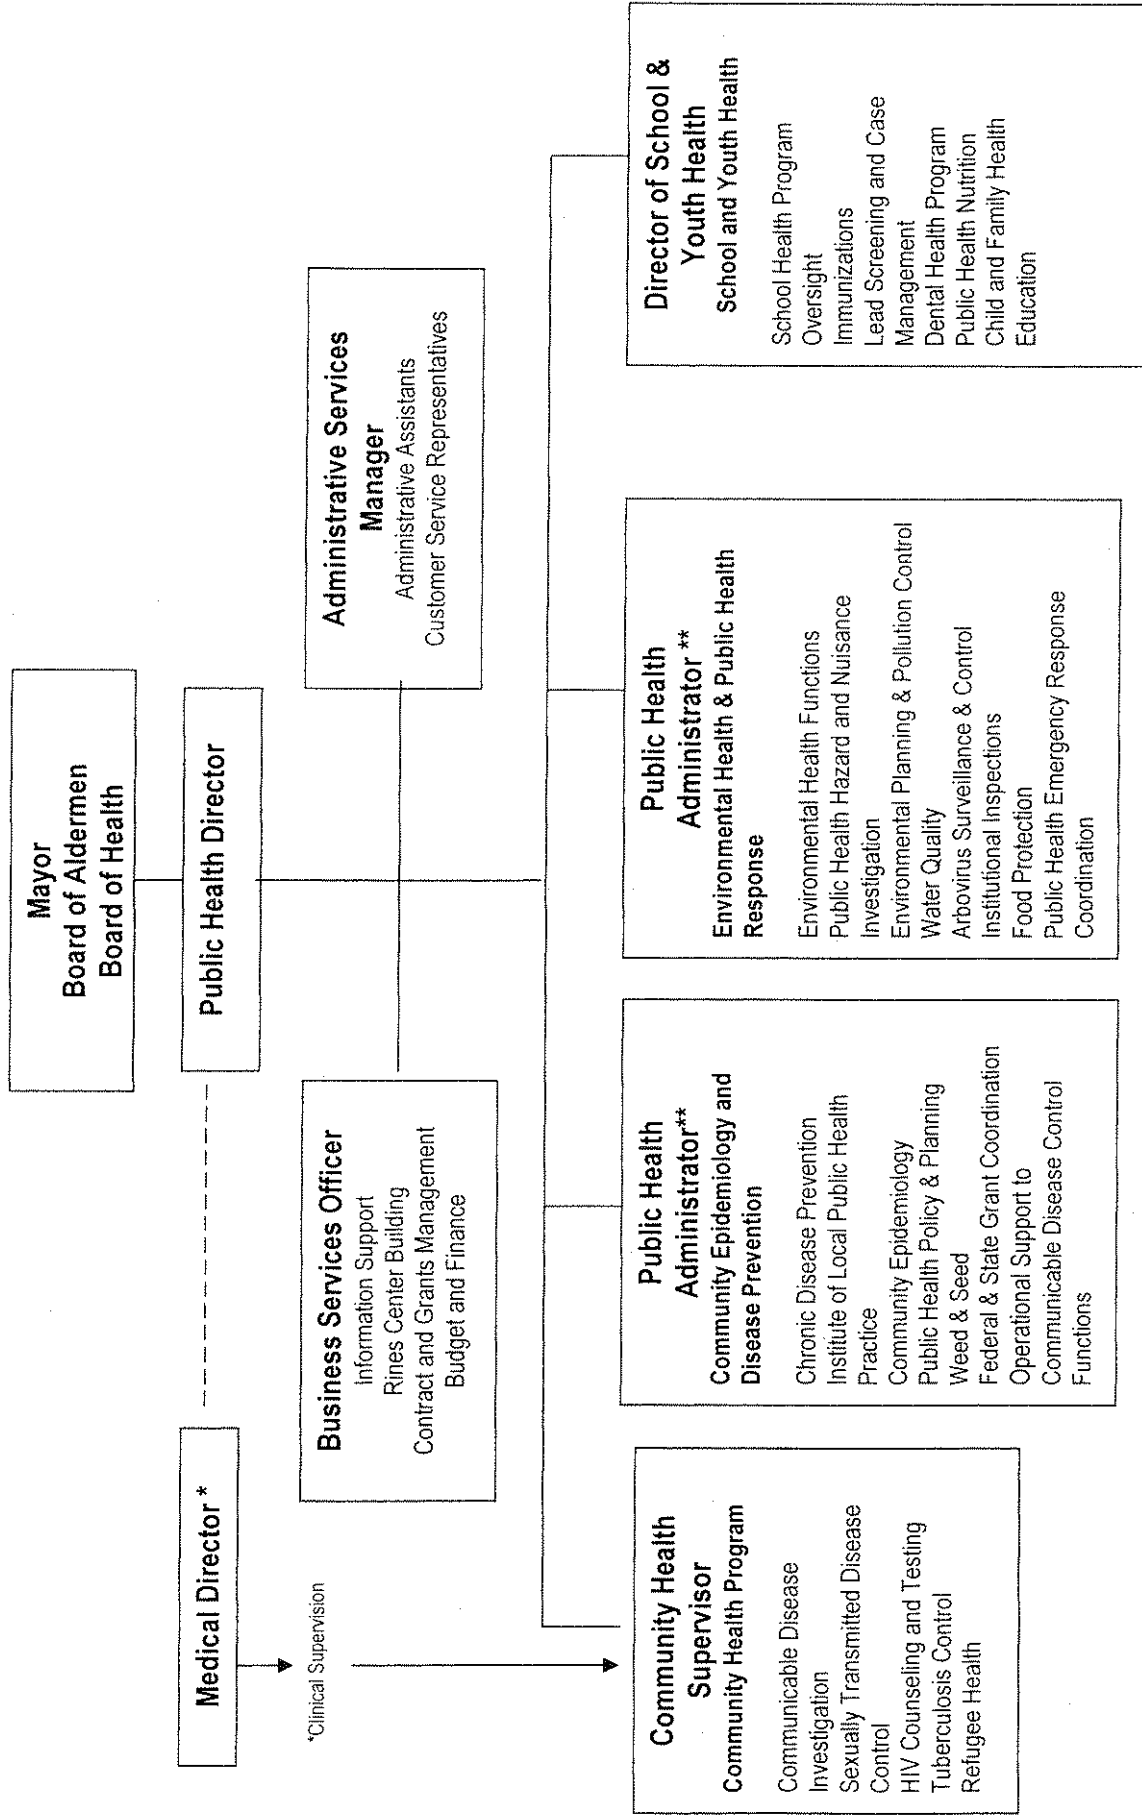 Mayor
Board of Aldermen
Board of Health
Public Health Director
Medical Director *
*Clinical Supervision
Business Services Officer
Information Support
Rines Center Building
Contract and Grants Management
Budget and Finance
Administrative Services
Manager
Administrative Assistants
Customer Service Representatives
Community Health
Supervisor
Community Health Program
Communicable Disease
Investigation
Sexually Transmitted Disease
Control
HIV Counseling and Testing
Tuberculosis Control
Refugee Health
Public Health
Administrator**
Community Epidemiology and
Disease Prevention
Chronic Disease Prevention
Institute of Local Public Health
Practice
Community Epidemiology
Public Health Policy & Planning
Weed & Seed
Federal & State Grant Coordination
Operational Support to
Communicable Disease Control
Functions
Public Health
Administrator **
Environmental Health & Public Health
Response
Environmental Health Functions
Public Health Hazard and Nuisance
Investigation
Environmental Planning & Pollution Control
Water Quality
Arbovirus Surveillance & Control
Institutional Inspections
Food Protection
Public Health Emergency Response
Coordination
Director of School &
Youth Health
School and Youth Health
School Health Program
Oversight
Immunizations
Lead Screening and Case
Management
Dental Health Program
Public Health Nutrition
Child and Family Health
Education